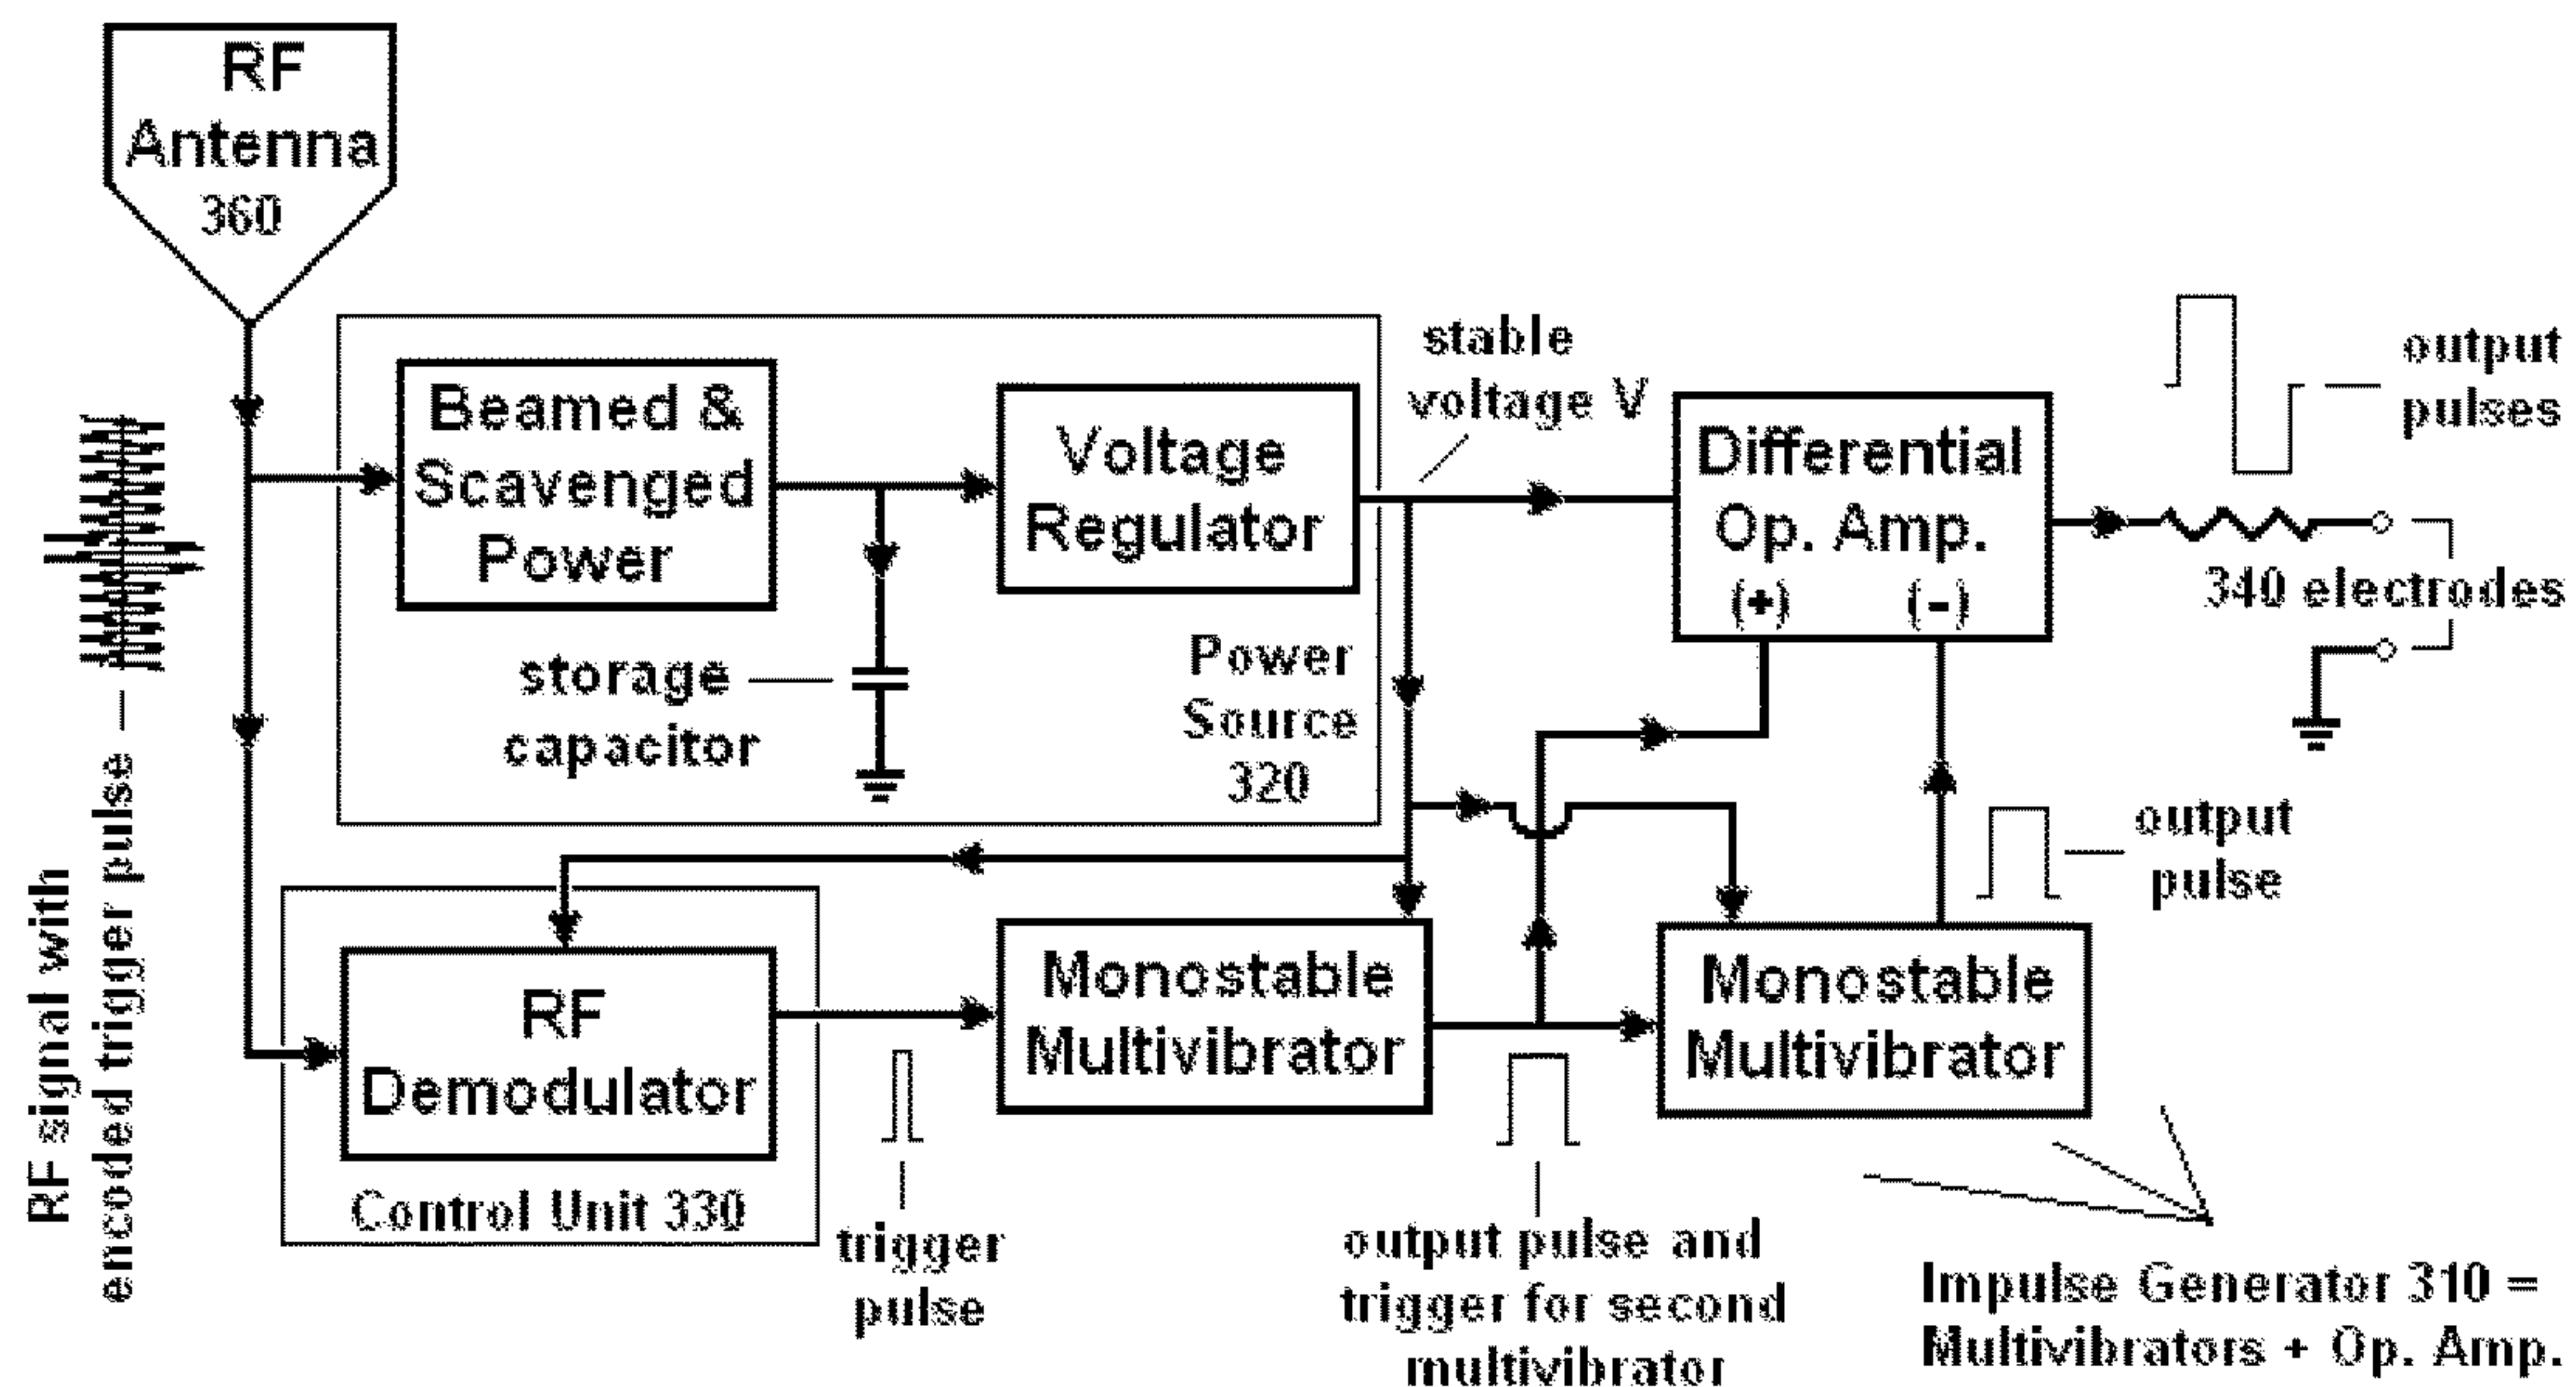 RF
Antenna
360
Beamed &
Scavenged
Power
Voltage
Regulator
stable
voltage V
Differential
Op. Amp.
(+) (-)
output
pulses
340 electrodes
storage
capacitor
Power
Source
320
RF signal with
encoded trigger pulse
output
pulse
RF
Demodulator
Control Unit 330
Monostable
Multivibrator
Monostable
Multivibrator
trigger
pulse
output pulse and
trigger for second
multivibrator
Impulse Generator 310 =
Multivibrators + Op. Amp.